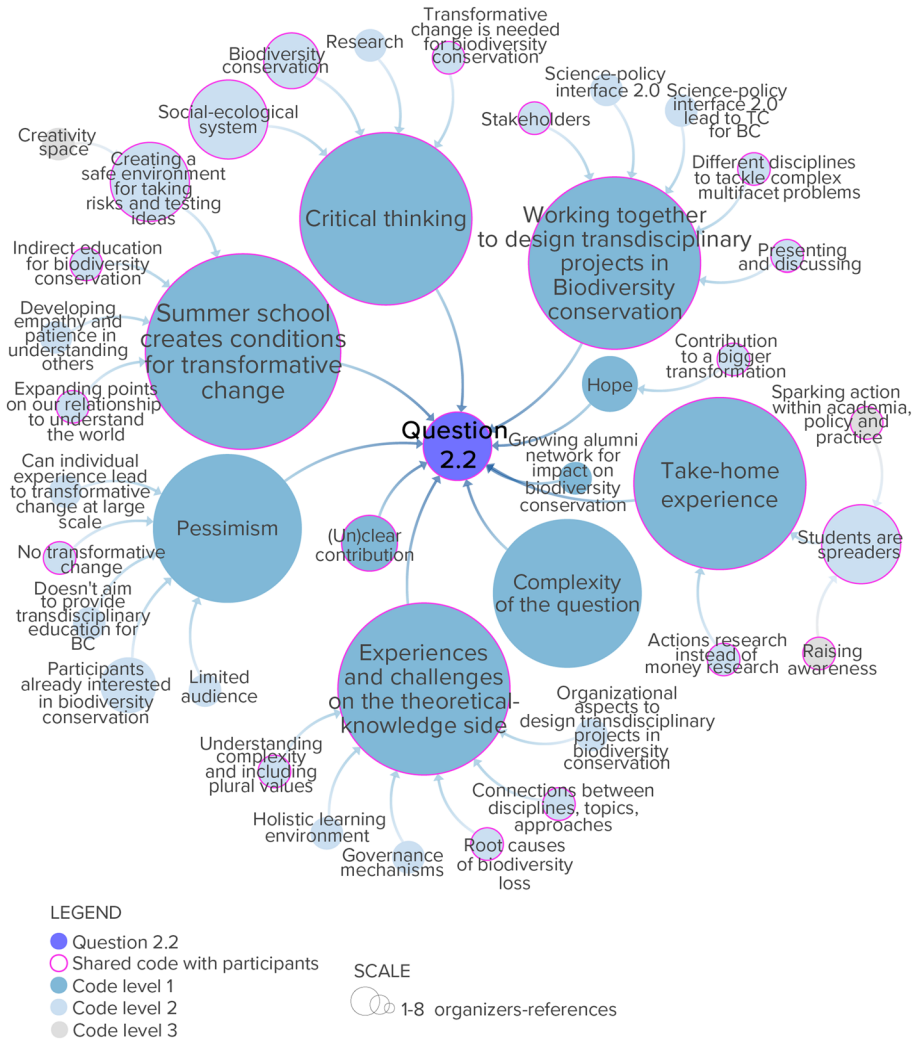 Transformative
change is needed
for biodiversity
conservation
Research
Biodiversity
conservation
Social-ecological
system
Creativity
space
Creating a
safe environment
for taking
risks and testing
ideas
Critical thinking
Science-policy
interface 2.0
Science-policy
interface 2.0
lead to TC
for BC
Stakeholders
Different disciplines
to tackle complex
multifacet problems
Presenting
and discussing
Working together
to design transdisciplinary
projects in
Biodiversity
conservation
Indirect education
for biodiversity
conservation
Developing
empathy and
patience in
understanding
others
Expanding points
on our relationship
to understand
the world
Summer school
creates conditions
for transformative
change
Contribution
to a bigger
transformation
Hope
Sparking action
within academia,
policy and
practice
Question
2.2
Growing alumni
network for
impact on
biodiversity
conservation
Take-home
experience
Students are
spreaders
Raising
awareness
Actions research
instead of
money research
Can individual
experience lead
to transformative
change at large
scale
No transformative
change
Doesn't aim
to provide
transdisciplinary
education for
BC
Participants
already interested
in biodiversity
conservation
Limited
audience
Pessimism
(Un)clear
contribution
Complexity
of the question
Experiences
and challenges
on the theoretical-
knowledge side
Organizational
aspects to
design transdisciplinary
projects in
biodiversity
conservation
Understanding
complexity
and including
plural values
Holistic learning
environment
Governance
mechanisms
Root causes
of biodiversity
loss
Connections between
disciplines, topics,
approaches
LEGEND
Question 2.2
Shared code with participants
Code level 1
Code level 2
Code level 3
SCALE
1-8 organizers-references